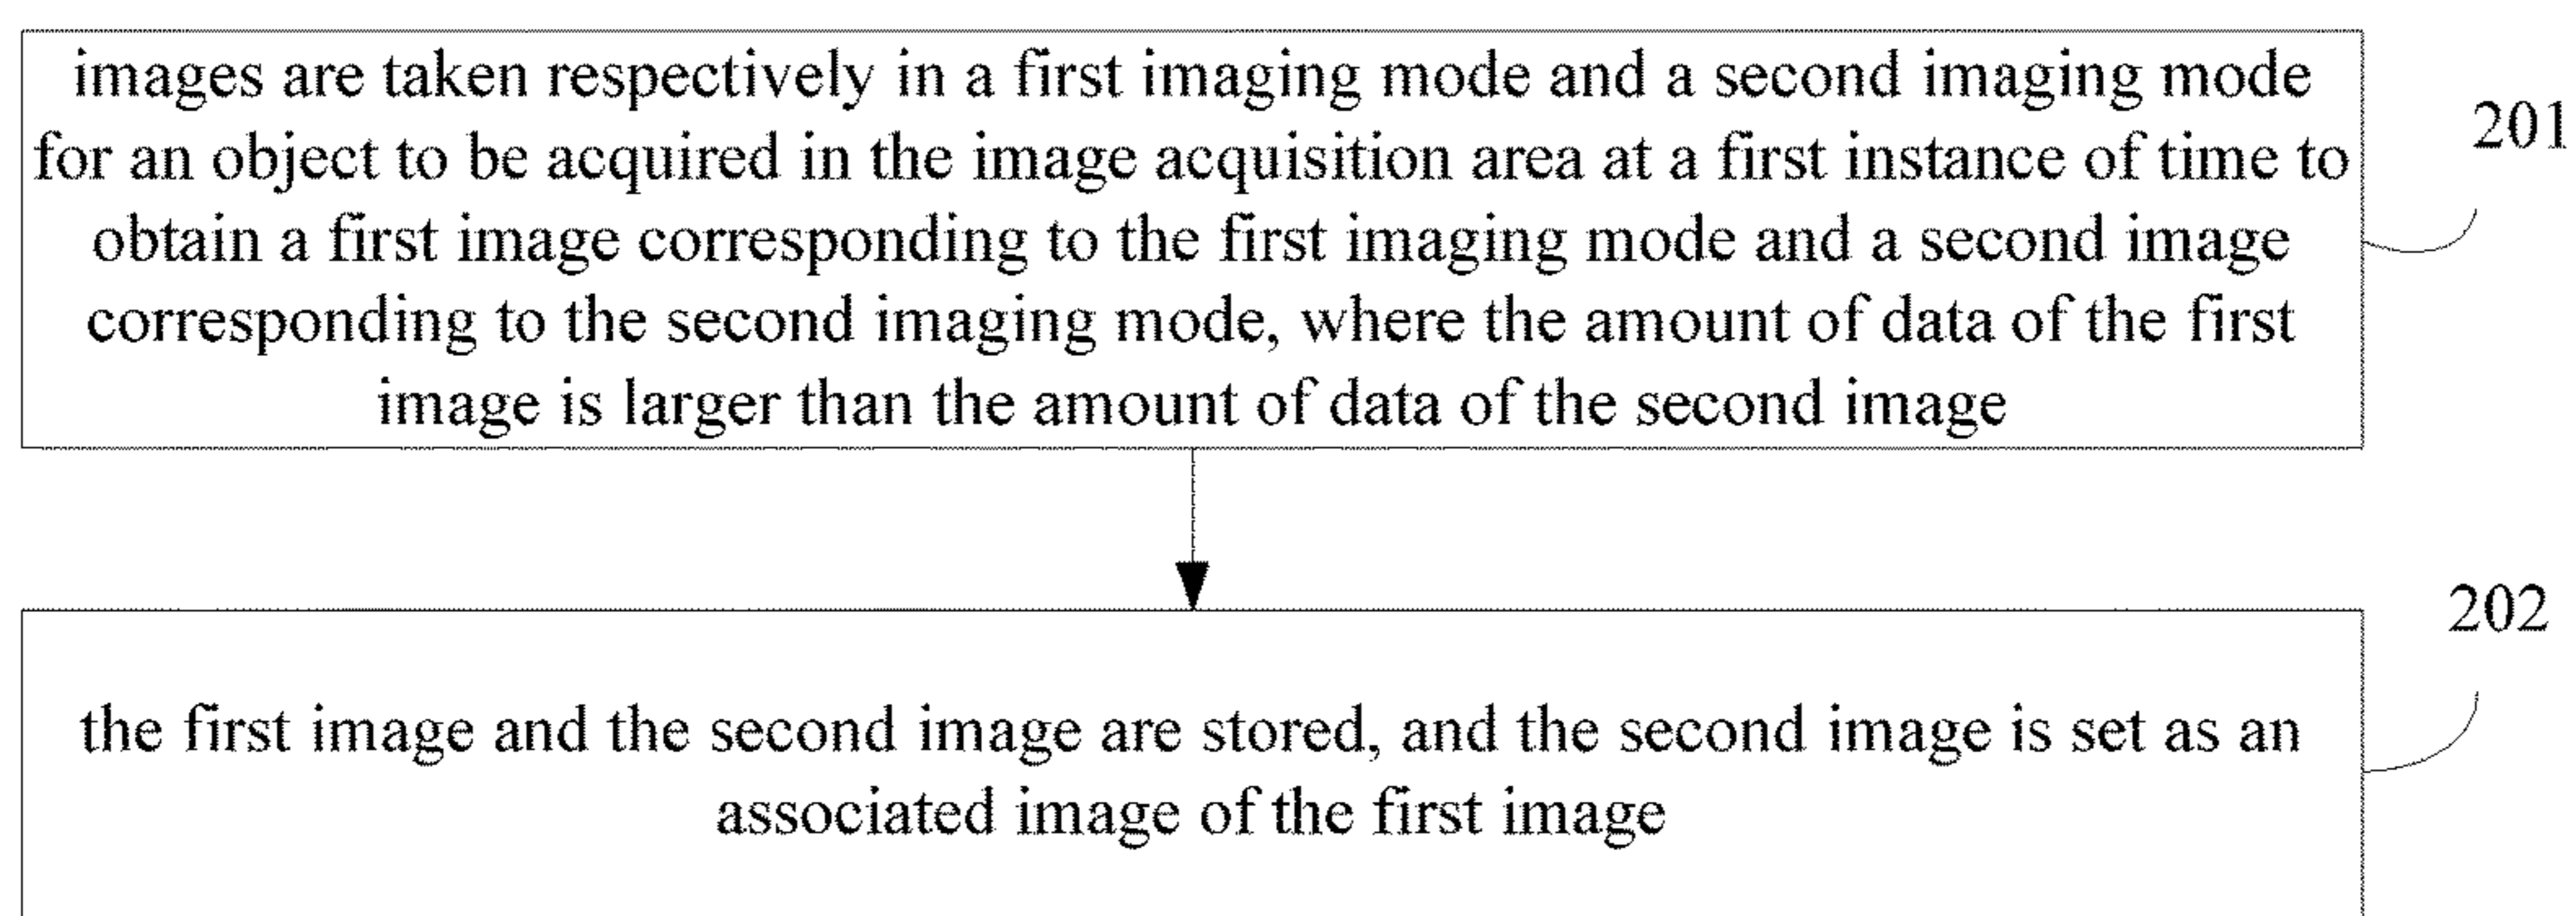 images are taken respectively in a first imaging mode and a second imaging mode
for an object to be acquired in the image acquisition area at a first instance of time to
obtain a first image corresponding to the first imaging mode and a second image
corresponding to the second imaging mode, where the amount of data of the first
image is larger than the amount of data of the second image
201
202
the first image and the second image are stored, and the second image is set as an
associated image of the first image